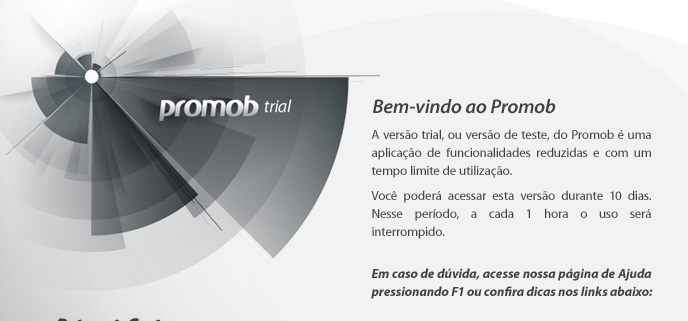 promob trial
Bem-vindo ao Promob
A versão trial, ou versão de teste, do Promob é uma
aplicação de funcionalidades reduzidas e com um
tempo limite de utilização.
Você poderá acessar esta versão durante 10 dias.
Nesse período, a cada 1 hora o uso será
interrompido.
Em caso de dúvida, acesse nossa página de Ajuda
pressionando F1 ou confira dicas nos links abaixo: